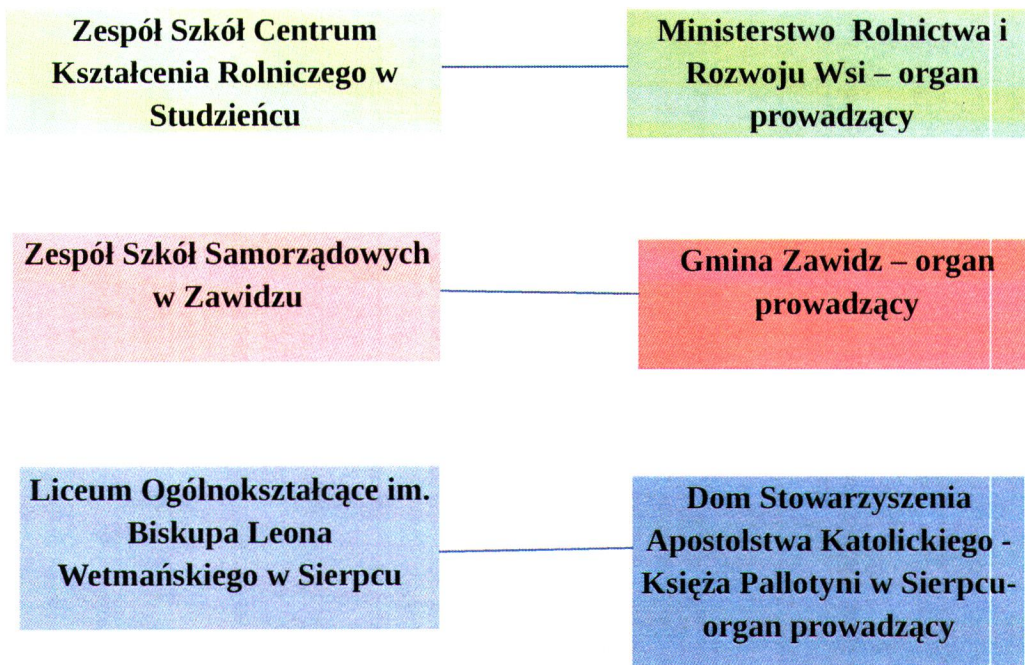 Zespół Szkół Centrum
Kształcenia Rolniczego w
Studzieńcu
Ministerstwo Rolnictwa i
Rozwoju Wsi – organ
prowadzący
Zespół Szkół Samorządowych
w Zawidzu
Gmina Zawidz – organ
prowadzący
Liceum Ogólnokształcące im.
Biskupa Leona
Wetmańskiego w Sierpcu
Dom Stowarzyszenia
Apostolstwa Katolickiego -
Księża Pallotyni w Sierpcu-
organ prowadzący